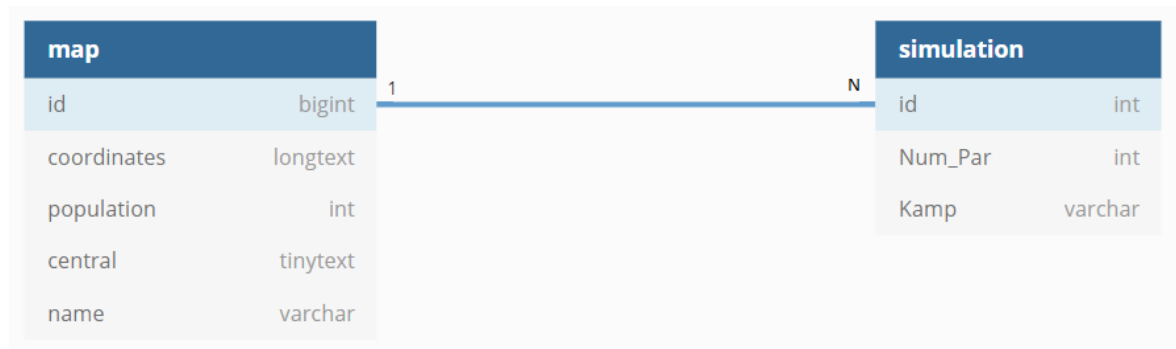 map
id bigint
coordinates longtext
population int
central tinytext
name varchar
1
N
simulation
id int
Num_Par int
Kamp varchar